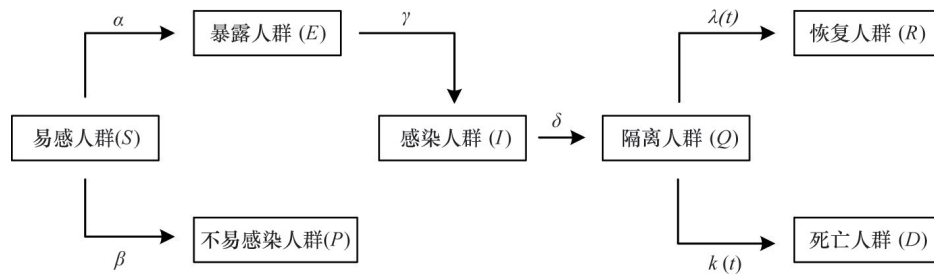 α
暴露人群 (E)
γ
λ(t)
恢复人群 (R)
易感人群(S)
感染人群 (I)
δ
隔离人群 (Q)
β
不易感染人群(P)
k (t)
死亡人群 (D)